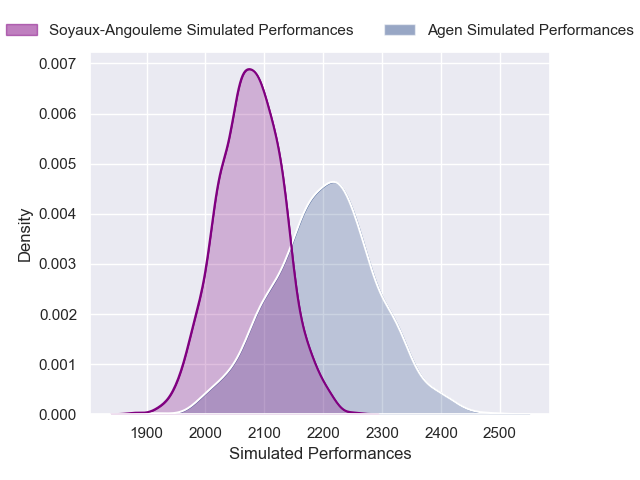 Soyaux-Angouleme Simulated Performances Agen Simulated Performances
0.007
0.006
0.005
0.004
0.003
0.002
0.001
0.000
Density
1900 2000 2100 2200 2300 2400 2500
Simulated Performances